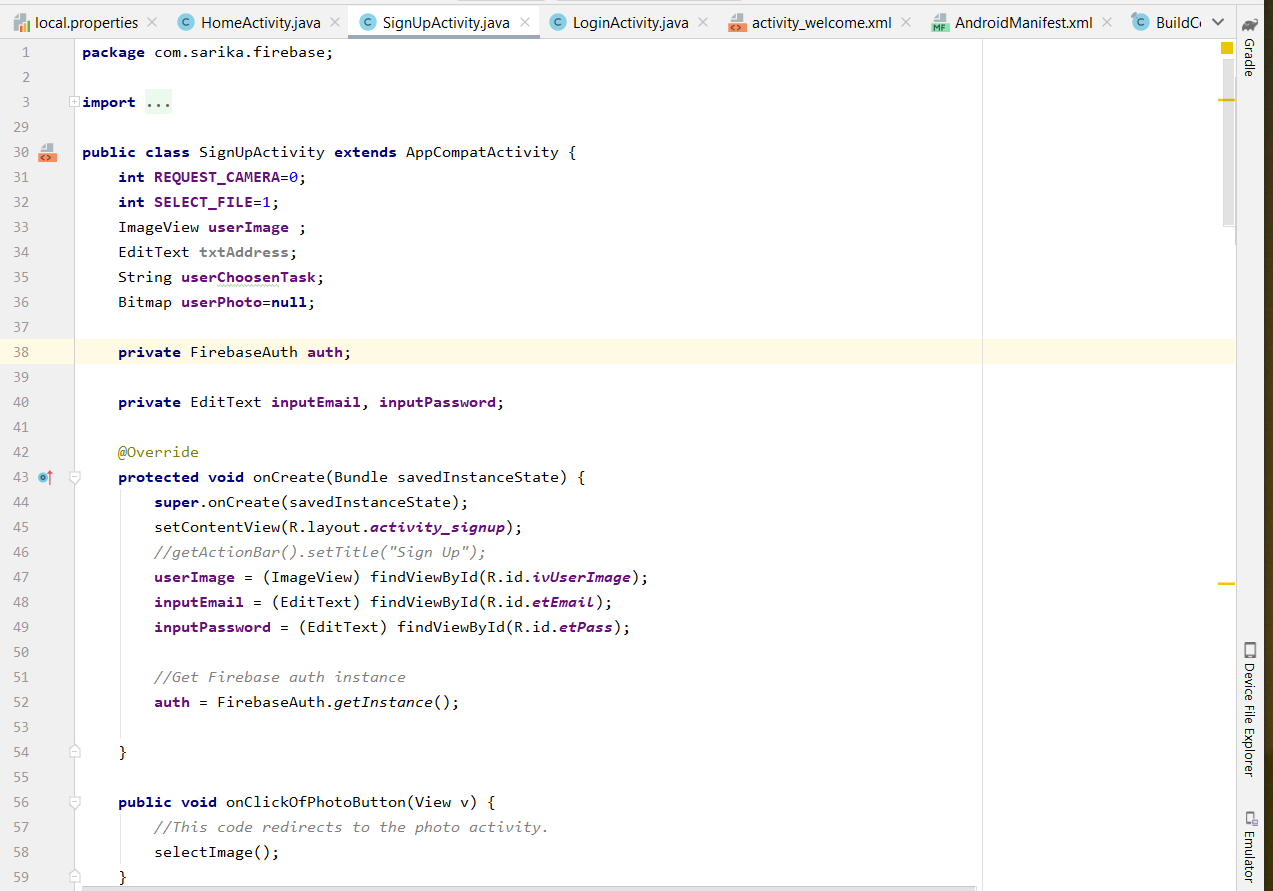 local.properties HomeActivity.java SignUpActivity.java LoginActivity.java activity_welcome.xml AndroidManifest.xml
1 package com.sarika.firebase;
2
3 import ...
29
30 public class SignUpActivity extends AppCompatActivity {
31 int REQUEST_CAMERA=0;
32 int SELECT_FILE=1;
33 ImageView userImage ;
34 EditText txtAddress;
35 String userChoosenTask;
36 Bitmap userPhoto=null;
37
38 private FirebaseAuth auth;
39
40 private EditText inputEmail, inputPassword;
41
42 @Override
43 protected void onCreate(Bundle savedInstanceState) {
44 super.onCreate(savedInstanceState);
45 setContentView(R.layout.activity_signup);
46 //getActionBar().setTitle("Sign Up");
47 userImage = (ImageView) findViewById(R.id.ivUserImage);
48 inputEmail = (EditText) findViewById(R.id.etEmail);
49 inputPassword = (EditText) findViewById(R.id.etPass);
50
51 //Get Firebase auth instance
52 auth = FirebaseAuth.getInstance();
53
54 }
55
56 public void onClickOfPhotoButton(View v) {
57 //This code redirects to the photo activity.
58 selectImage();
59 }
Gradle
Device File Explorer
Emulator